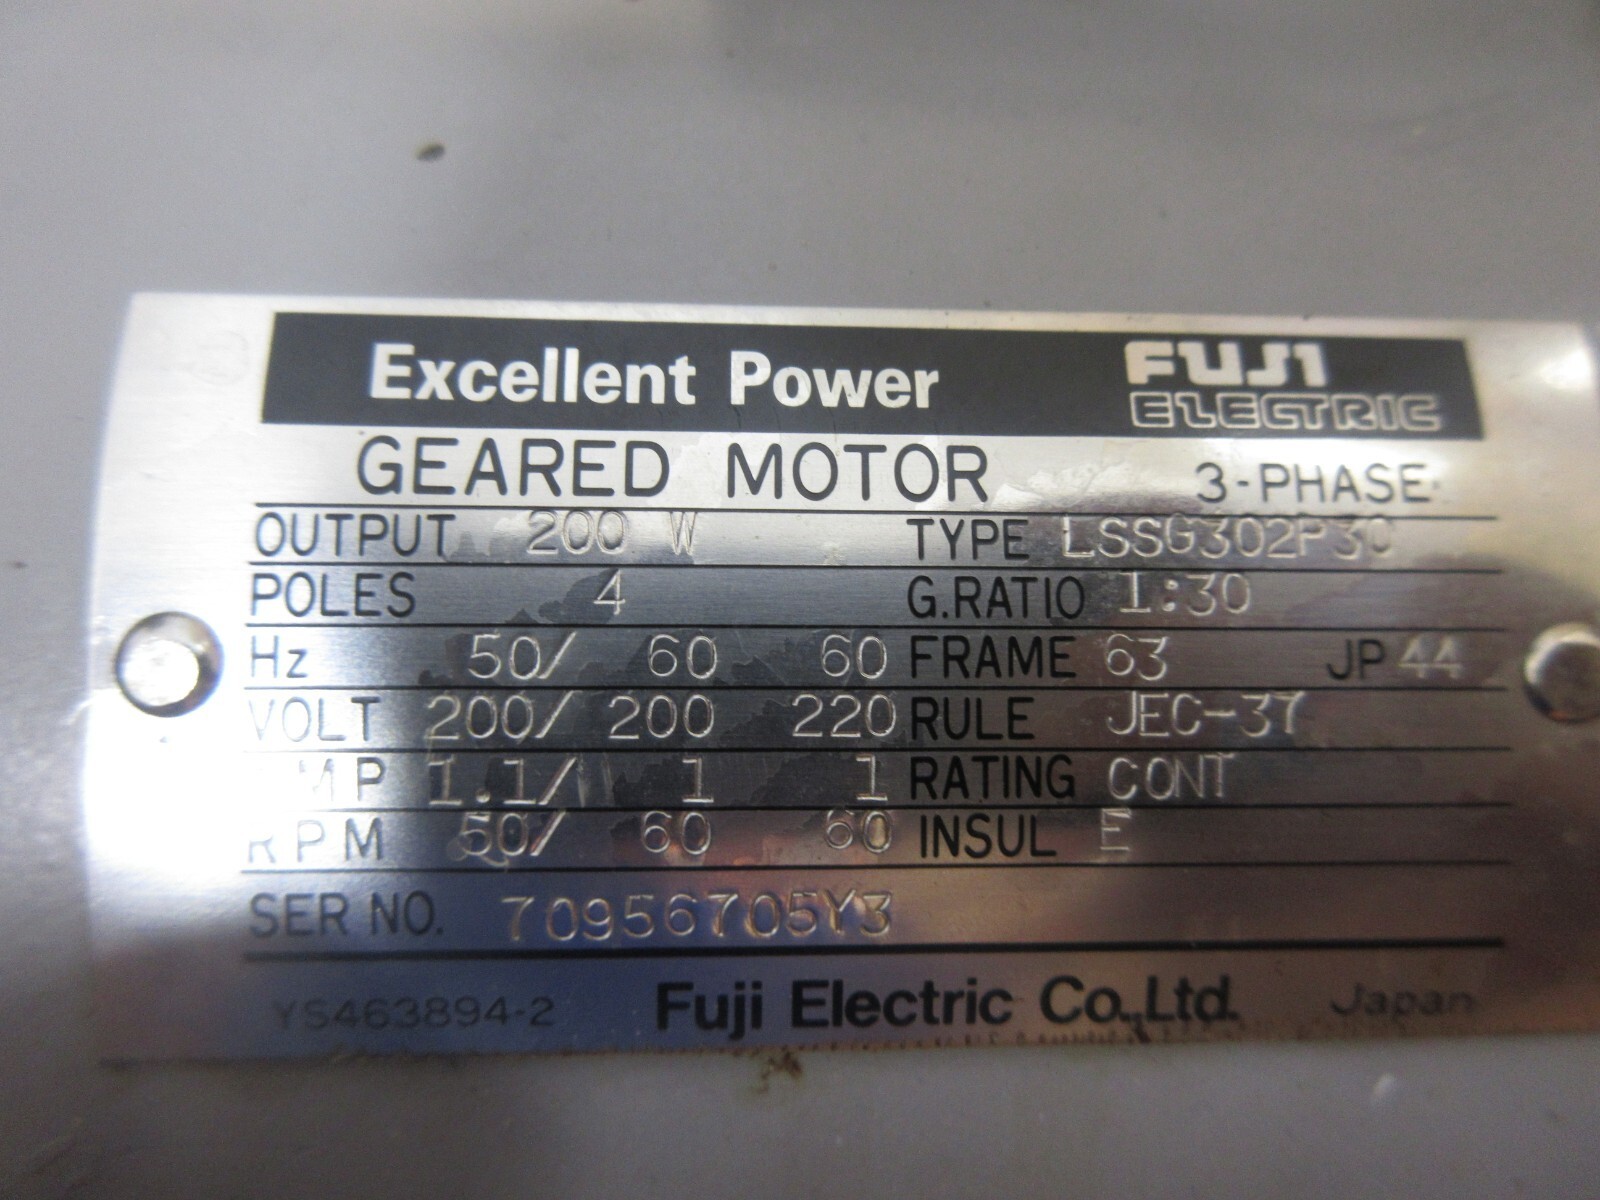 Excellent Power FUJI
ELECTRIC
GEARED MOTOR 3-PHASE
OUTPUT 200 W TYPE LSSG302P30
POLES 4 G.RATIO 1:30
Hz 50/ 60 60 FRAME 63 JP 44
VOLT 200/ 200 220 RULE JEC-37
AMP 1.1/ 1 1 RATING CONT
RPM 50/ 60 60 INSUL E
SER NO. 70956705Y3
YS463894-2 Fuji Electric Co.,Ltd. Japan